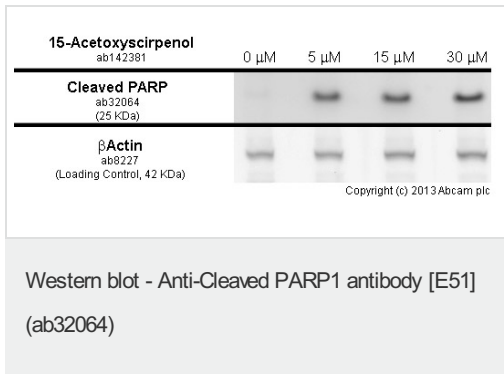 15-Acetoxyscirpenol
ab142381
0 µM 5 µM 15 µM 30 µM
Cleaved PARP
ab32064
(25 KDa)
βActin
ab8227
(Loading Control, 42 KDa)
Copyright (c) 2013 Abcam plc
Western blot - Anti-Cleaved PARP1 antibody [E51]
(ab32064)